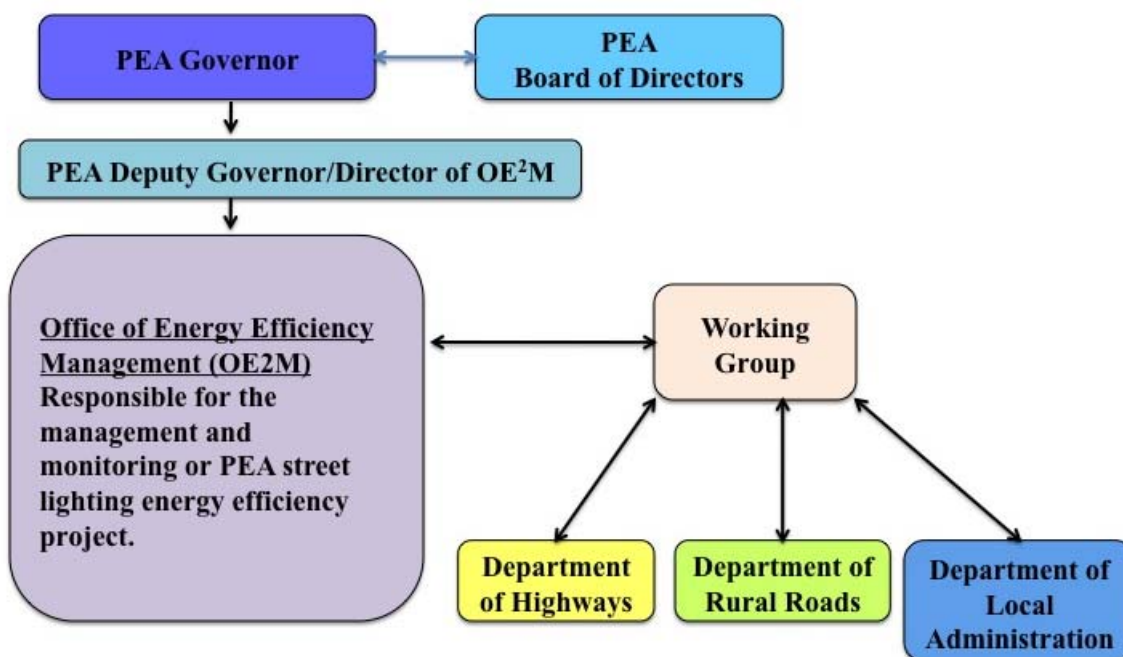 PEA Governor
PEA
Board of Directors
PEA Deputy Governor/Director of OE²M
Office of Energy Efficiency
Management (OE2M)
Responsible for the
management and
monitoring or PEA street
lighting energy efficiency
project.
Working
Group
Department
of Highways
Department of
Rural Roads
Department of
Local
Administration